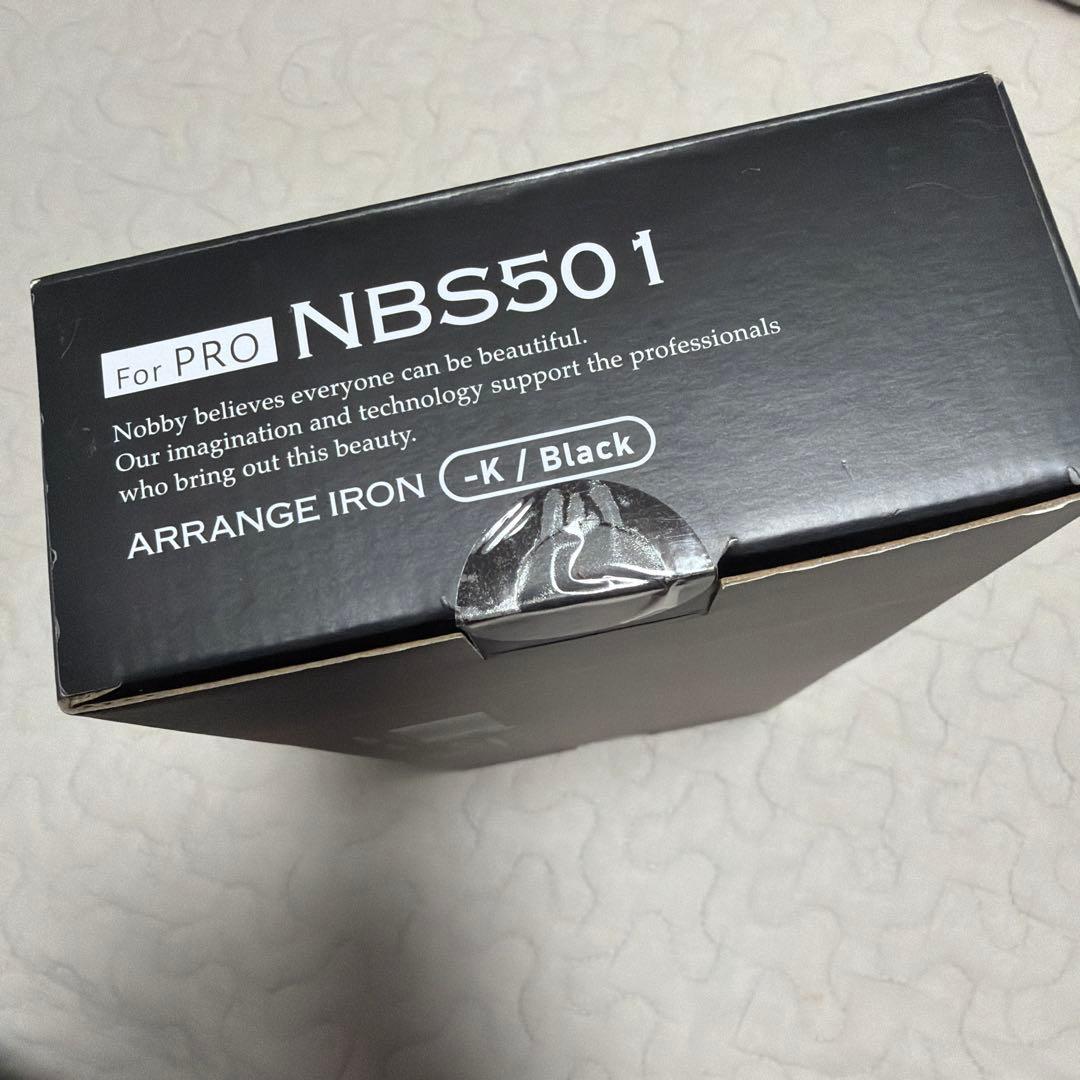 For PRO NBS501
Nobby believes everyone can be beautiful.
Our imagination and technology support the professionals
who bring out this beauty.
ARRANGE IRON -K / Black